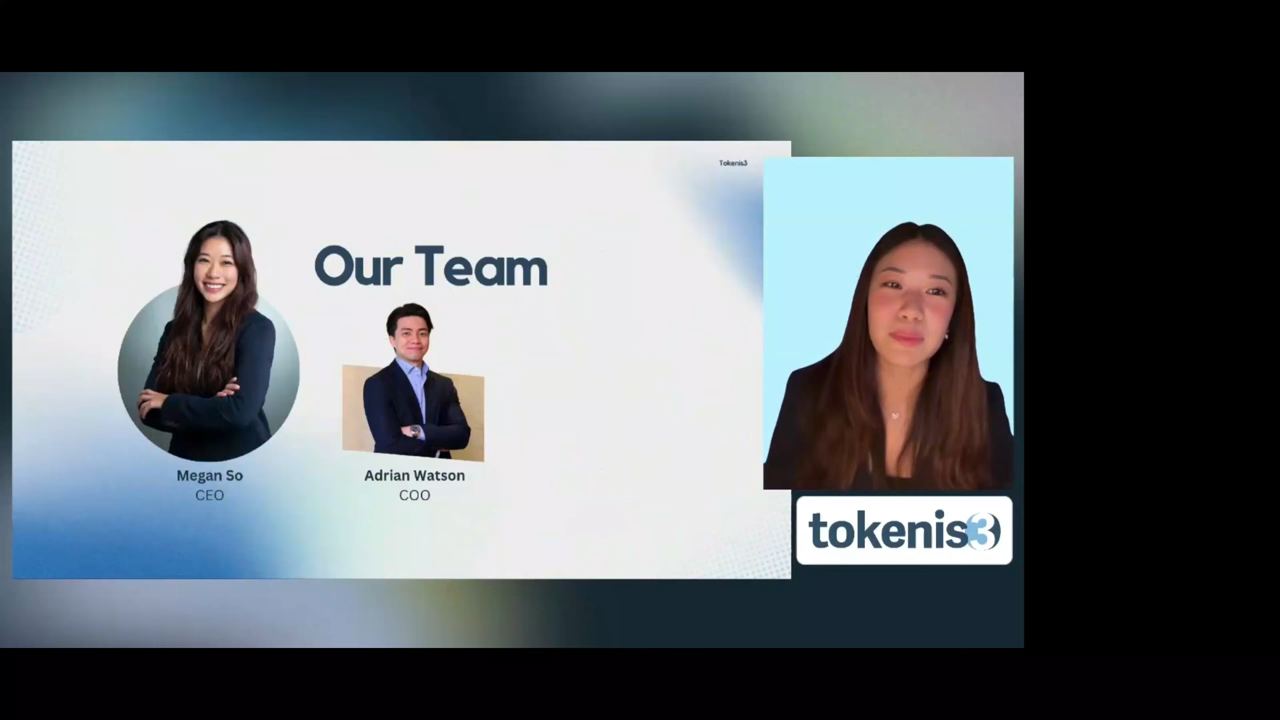 Tokenis3
Our Team
Megan So
CEO
Adrian Watson
COO
tokenis3